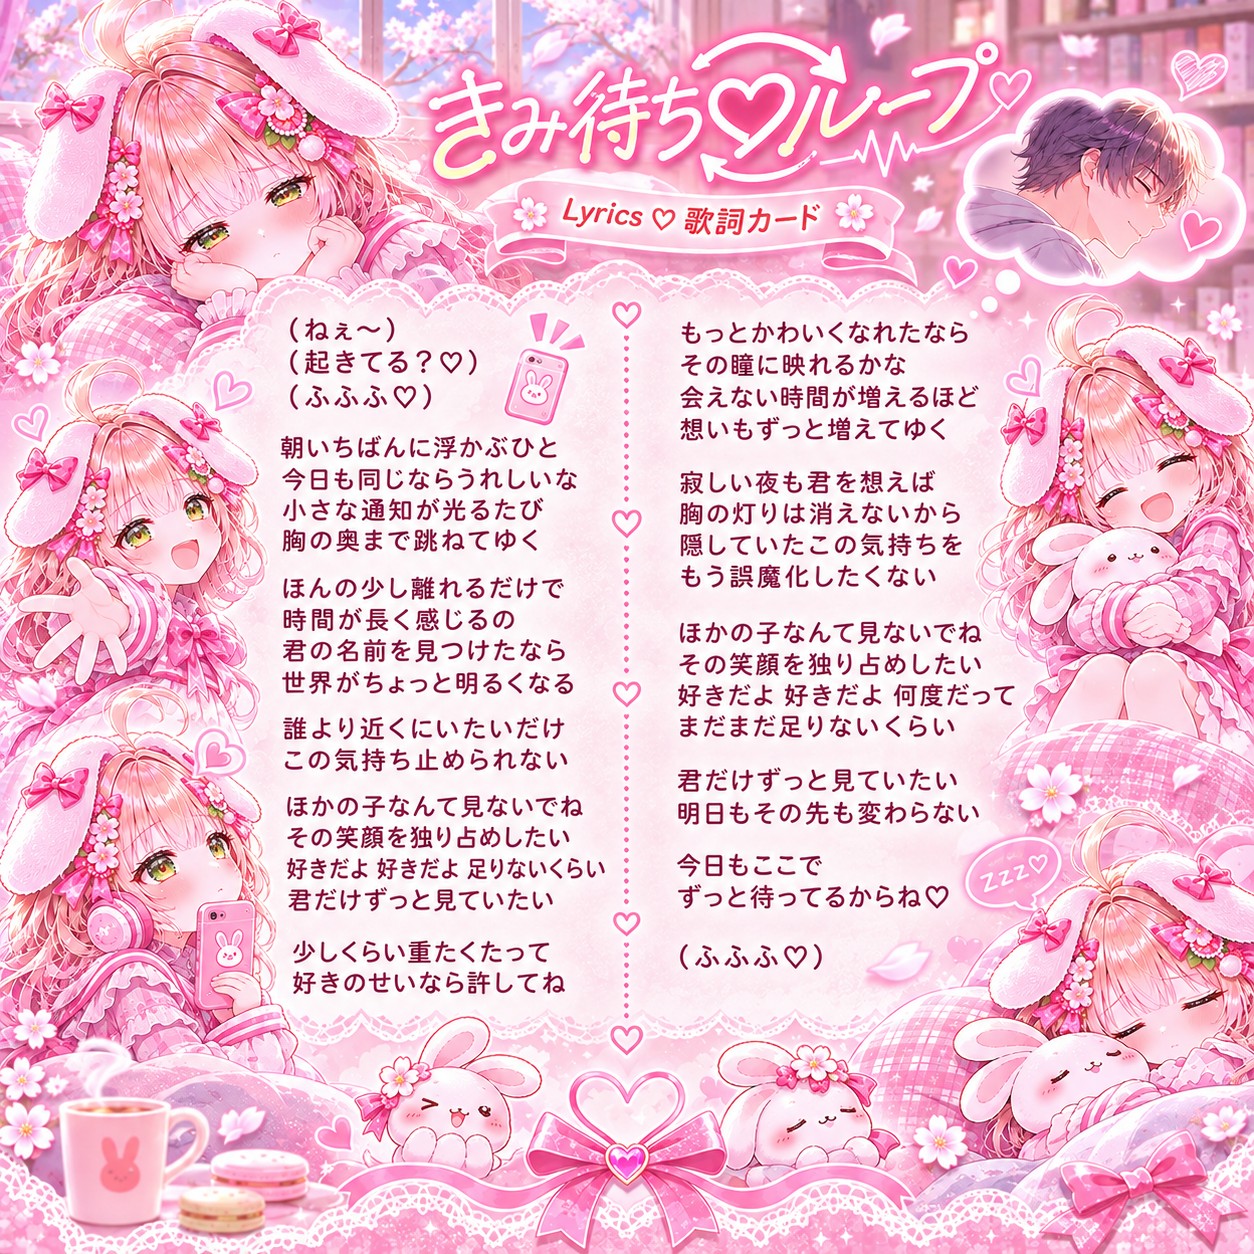 きみ待ち♡ループ
Lyrics ♡ 歌詞カード
（ねぇ〜）
（起きてる？♡）
（ふふふ♡）
朝いちばんに浮かぶひと
今日も同じならうれしいな
小さな通知が光るたび
胸の奥まで跳ねてゆく
ほんの少し離れるだけで
時間が長く感じるの
君の名前を見つけたなら
世界がちょっと明るくなる
誰より近くにいたいだけ
この気持ち止められない
ほかの子なんて見ないでね
その笑顔を独り占めしたい
好きだよ 好きだよ 足りないくらい
君だけずっと見ていたい
少しくらい重たくたって
好きのせいなら許してね
もっとかわいくなれたなら
その瞳に映れるかな
会えない時間が増えるほど
想いもずっと増えてゆく
寂しい夜も君を想えば
胸の灯りは消えないから
隠していたこの気持ちを
もう誤魔化したくない
ほかの子なんて見ないでね
その笑顔を独り占めしたい
好きだよ 好きだよ 何度だって
まだまだ足りないくらい
君だけずっと見ていたい
明日もその先も変わらない
今日もここで
ずっと待ってるからね♡
（ふふふ♡）
Zzz♡